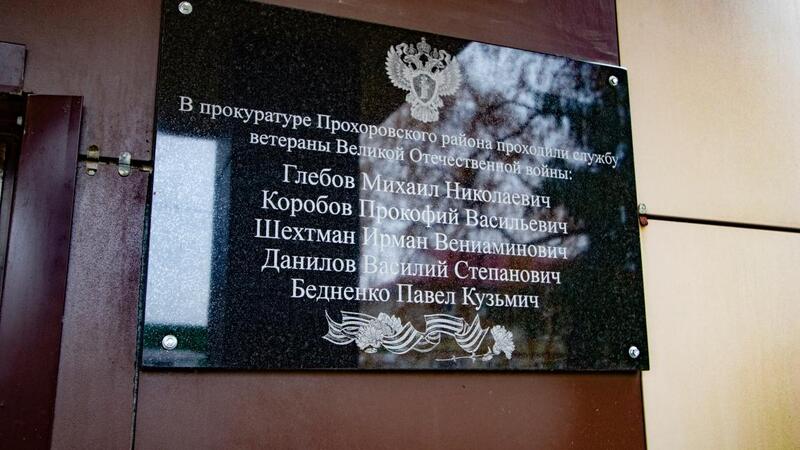 В прокуратуре Прохоровского района проходили службу
ветераны Великой Отечественной войны:
Глебов Михаил Николаевич
Коробов Прокофий Васильевич
Шехтман Ирман Вениаминович
Данилов Василий Степанович
Бедненко Павел Кузьмич